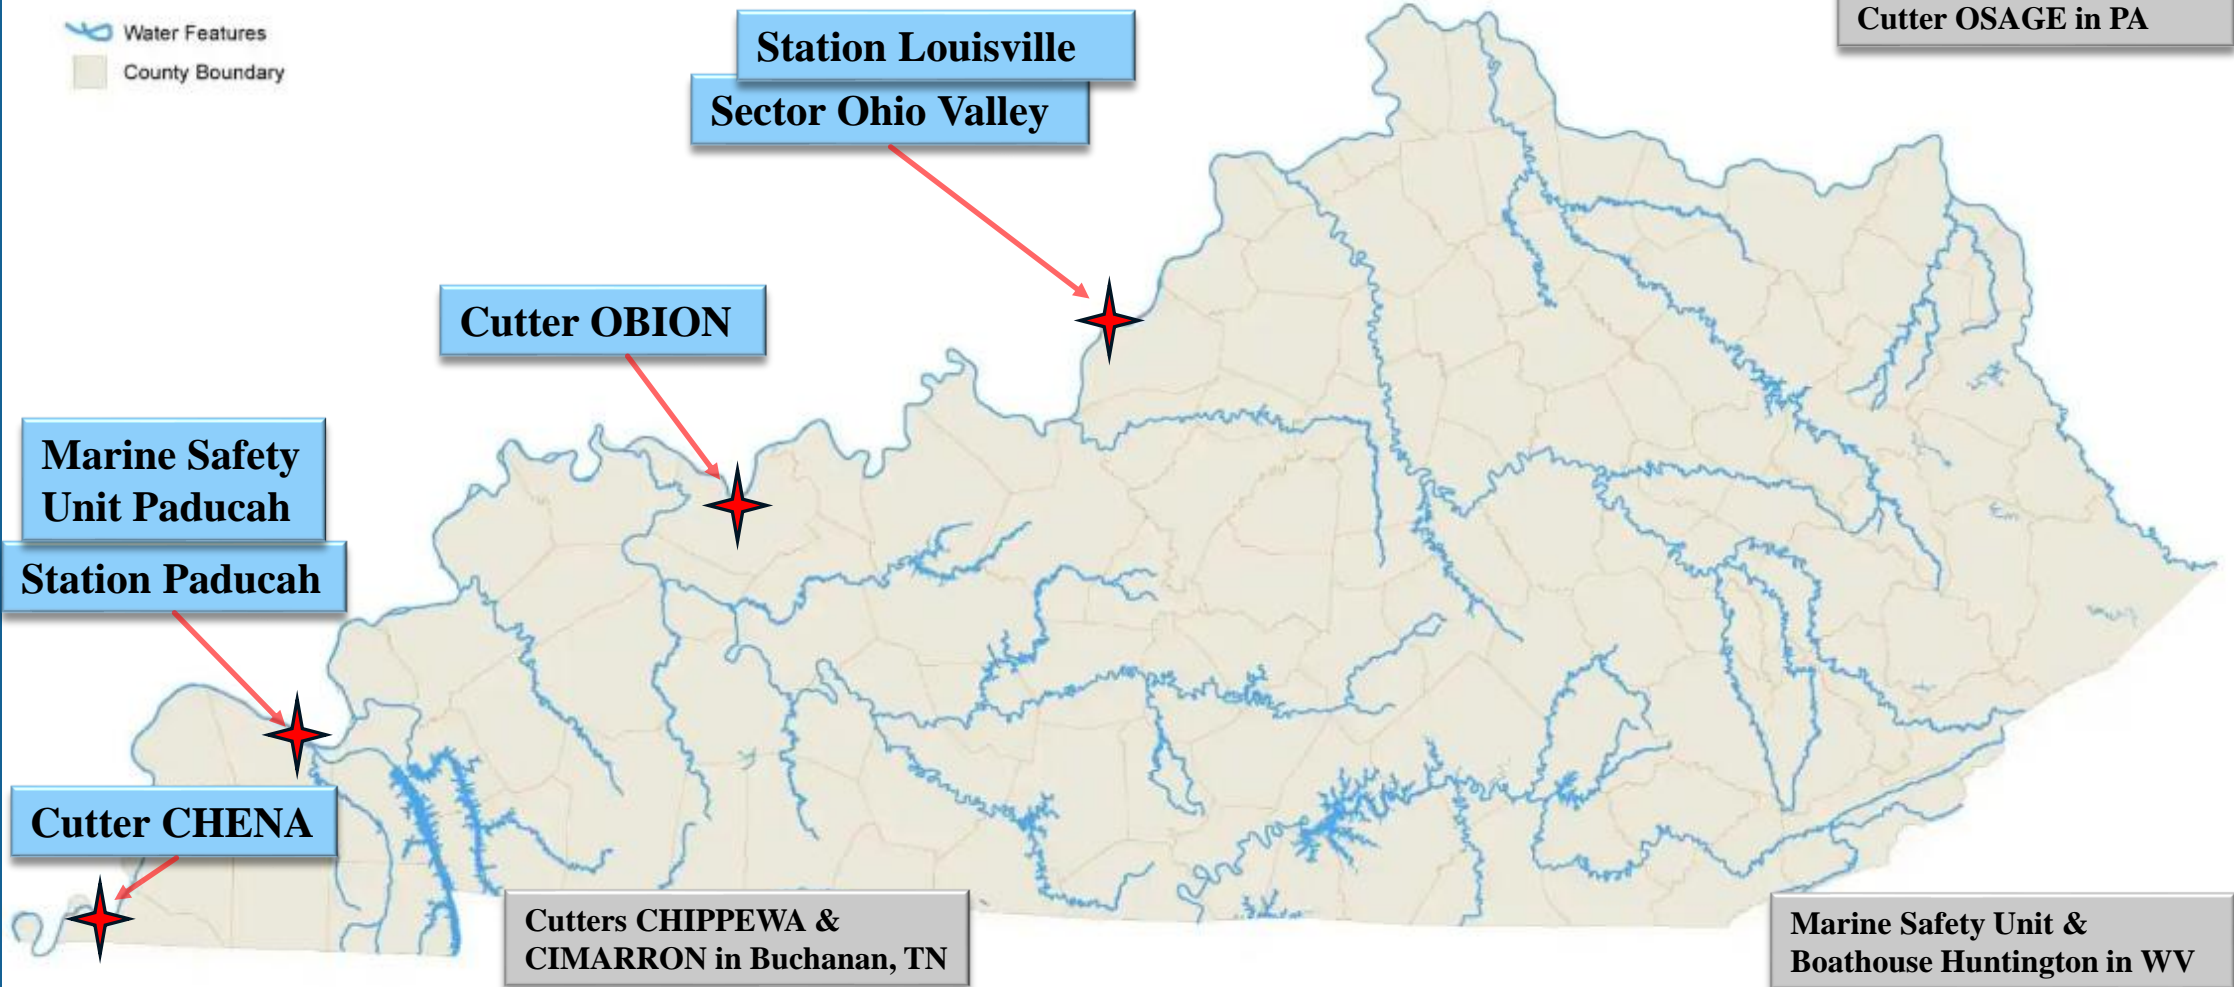 Water Features
County Boundary
Station Louisville
Sector Ohio Valley
Cutter OSAGE in PA
Cutter OBION
Marine Safety
Unit Paducah
Station Paducah
Cutter CHENA
Cutters CHIPPEWA &
CIMARRON in Buchanan, TN
Marine Safety Unit &
Boathouse Huntington in WV